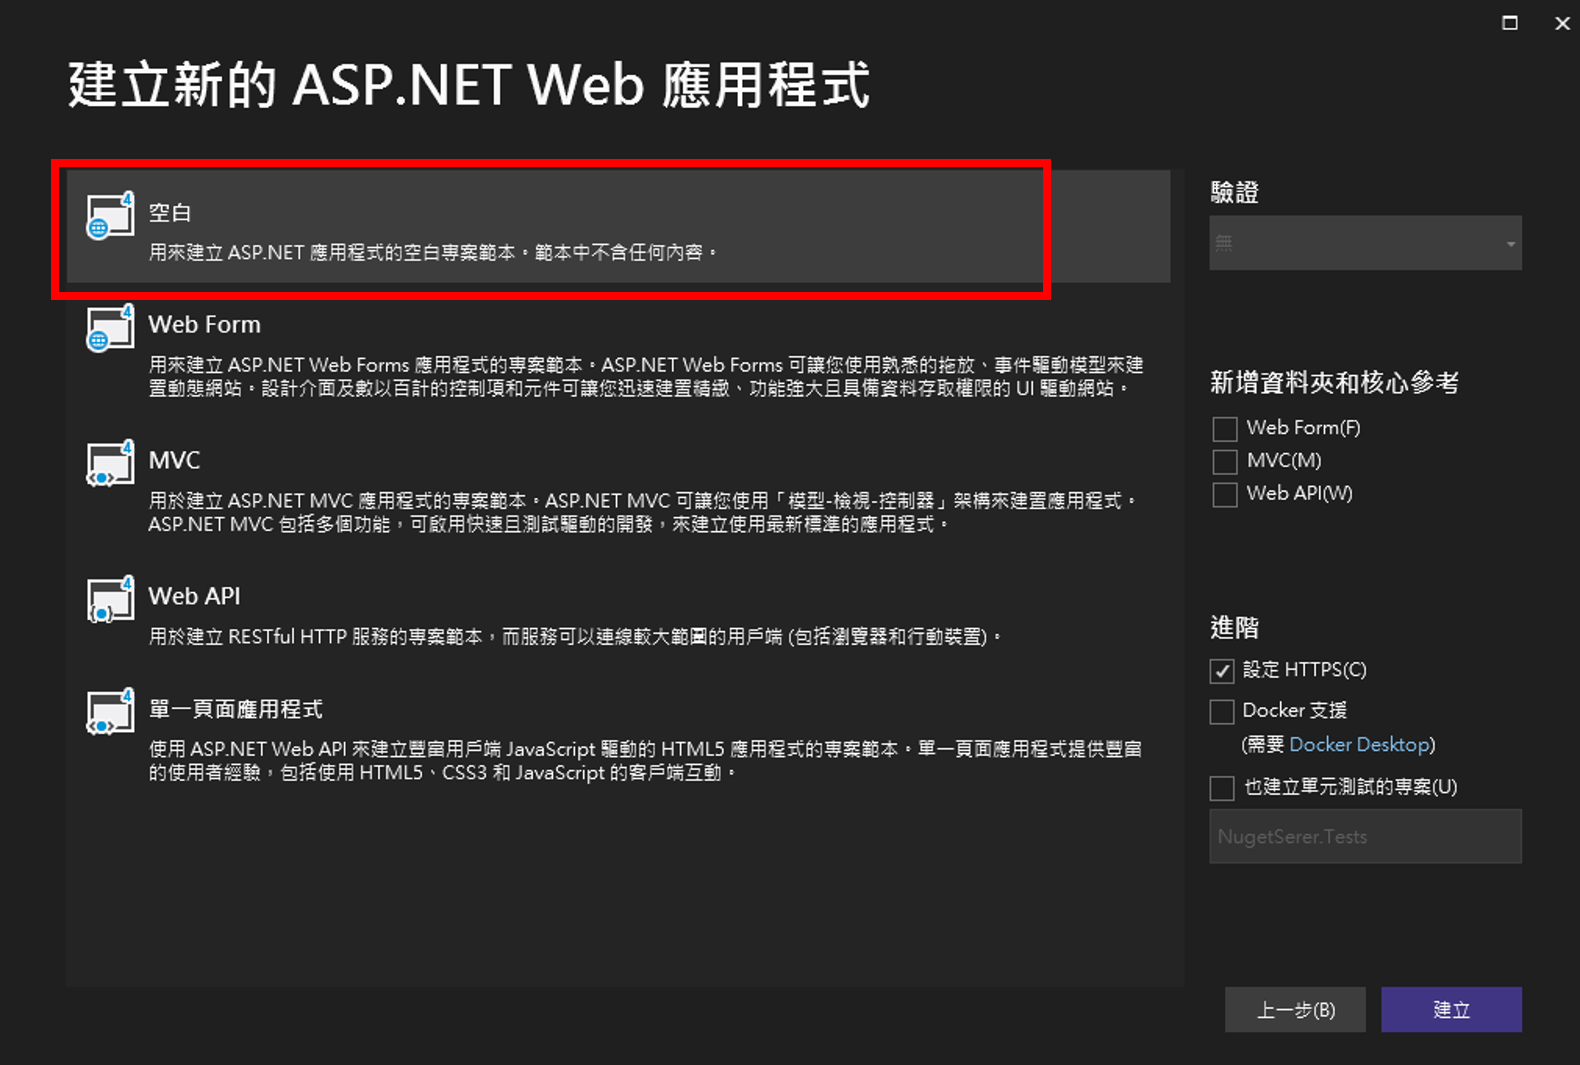 建立新的 ASP.NET Web 應用程式
空白
用來建立 ASP.NET 應用程式的空白專案範本。範本中不含任何內容。
Web Form
用來建立 ASP.NET Web Forms 應用程式的專案範本。ASP.NET Web Forms 可讓您使用熟悉的拖放、事件驅動模型來建
置動態網站。設計介面及數以百計的控制項和元件可讓您迅速建置精緻、功能強大且具備資料存取權限的 UI 驅動網站。
MVC
用於建立 ASP.NET MVC 應用程式的專案範本。ASP.NET MVC 可讓您使用「模型-檢視-控制器」架構來建置應用程式。
ASP.NET MVC 包括多個功能，可啟用快速且測試驅動的開發，來建立使用最新標準的應用程式。
Web API
用於建立 RESTful HTTP 服務的專案範本，而服務可以連線較大範圍的用戶端 (包括瀏覽器和行動裝置)。
單一頁面應用程式
使用 ASP.NET Web API 來建立豐富用戶端 JavaScript 驅動的 HTML5 應用程式的專案範本。單一頁面應用程式提供豐富
的使用者經驗，包括使用 HTML5、CSS3 和 JavaScript 的客戶端互動。
驗證
無
新增資料夾和核心參考
Web Form(F)
MVC(M)
Web API(W)
進階
設定 HTTPS(C)
Docker 支援
(需要 Docker Desktop)
也建立單元測試的專案(U)
NugetSerer.Tests
上一步(B)
建立